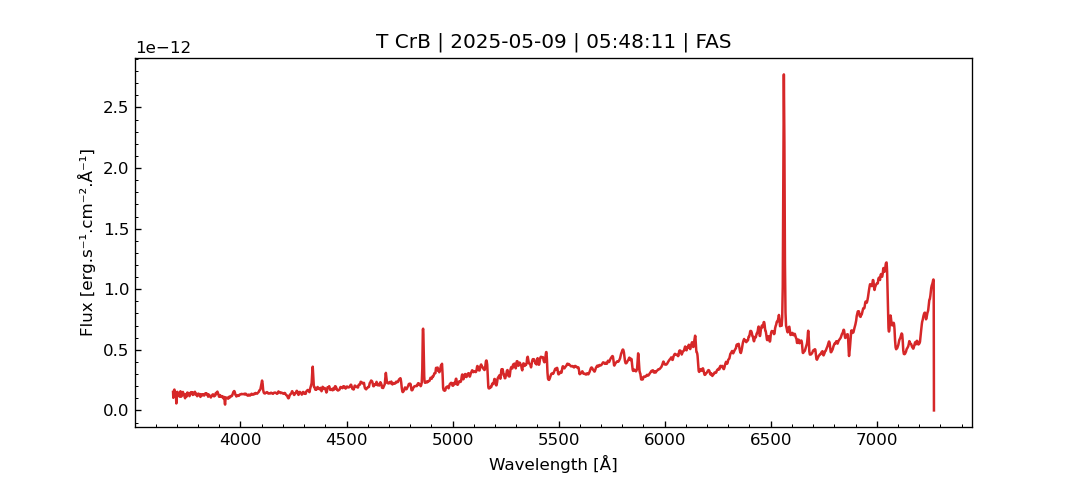 T CrB | 2025-05-09 | 05:48:11 | FAS
1e−12
2.5
2.0
1.5
1.0
0.5
0.0
Flux [erg.s⁻¹.cm⁻².Å⁻¹]
4000 4500 5000 5500 6000 6500 7000
Wavelength [Å]